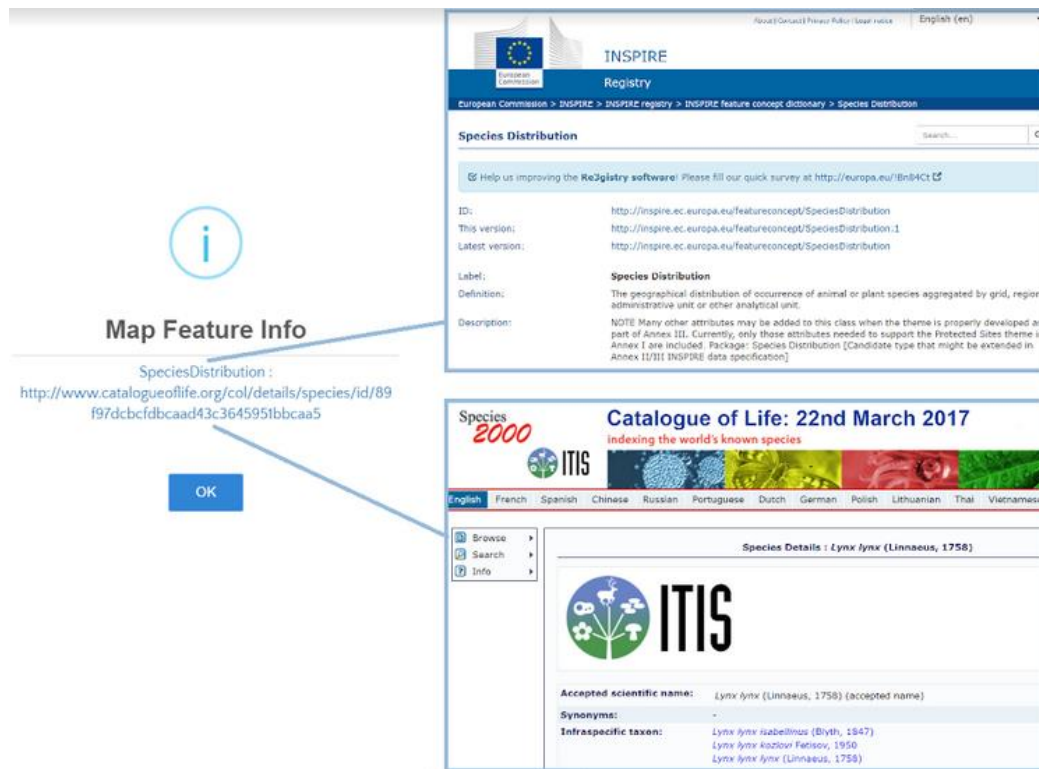 Map Feature Info
SpeciesDistribution :
http://www.catalogueoflife.org/col/details/species/id/89
f97dcbcfdbcaad43c3645951bbcaa5
OK
About | Contact | Privacy Policy | Legal notice
English (en)
European
Commission
INSPIRE
Registry
European Commission > INSPIRE > INSPIRE registry > INSPIRE feature concept dictionary > Species Distribution
Species Distribution
Search...
Help us improving the Re3gistry software! Please fill our quick survey at http://europa.eu/!Bn84Ct
ID: http://inspire.ec.europa.eu/featureconcept/SpeciesDistribution
This version: http://inspire.ec.europa.eu/featureconcept/SpeciesDistribution:1
Latest version: http://inspire.ec.europa.eu/featureconcept/SpeciesDistribution
Label: Species Distribution
Definition: The geographical distribution of occurrence of animal or plant species aggregated by grid, region
administrative unit or other analytical unit.
Description: NOTE Many other attributes may be added to this class when the theme is properly developed as
part of Annex III. Currently, only those attributes needed to support the Protected Sites theme i
Annex I are included. Package: Species Distribution [Candidate type that might be extended in
Annex II/III INSPIRE data specification]
Species
2000
ITIS
Catalogue of Life: 22nd March 2017
indexing the world's known species
English French Spanish Chinese Russian Portuguese Dutch German Polish Lithuanian Thai Vietnamese
Browse
Search
Info
Species Details : Lynx lynx (Linnaeus, 1758)
ITIS
Accepted scientific name: Lynx lynx (Linnaeus, 1758) (accepted name)
Synonyms: -
Infraspecific taxon: Lynx lynx isabellinus (Blyth, 1847)
Lynx lynx kozlovi Fetisov, 1950
Lynx lynx lynx (Linnaeus, 1758)